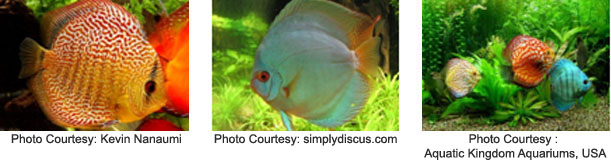 Photo Courtesy: Kevin Nanaumi
Photo Courtesy: simplydiscus.com
Photo Courtesy :
Aquatic Kingdom Aquariums, USA